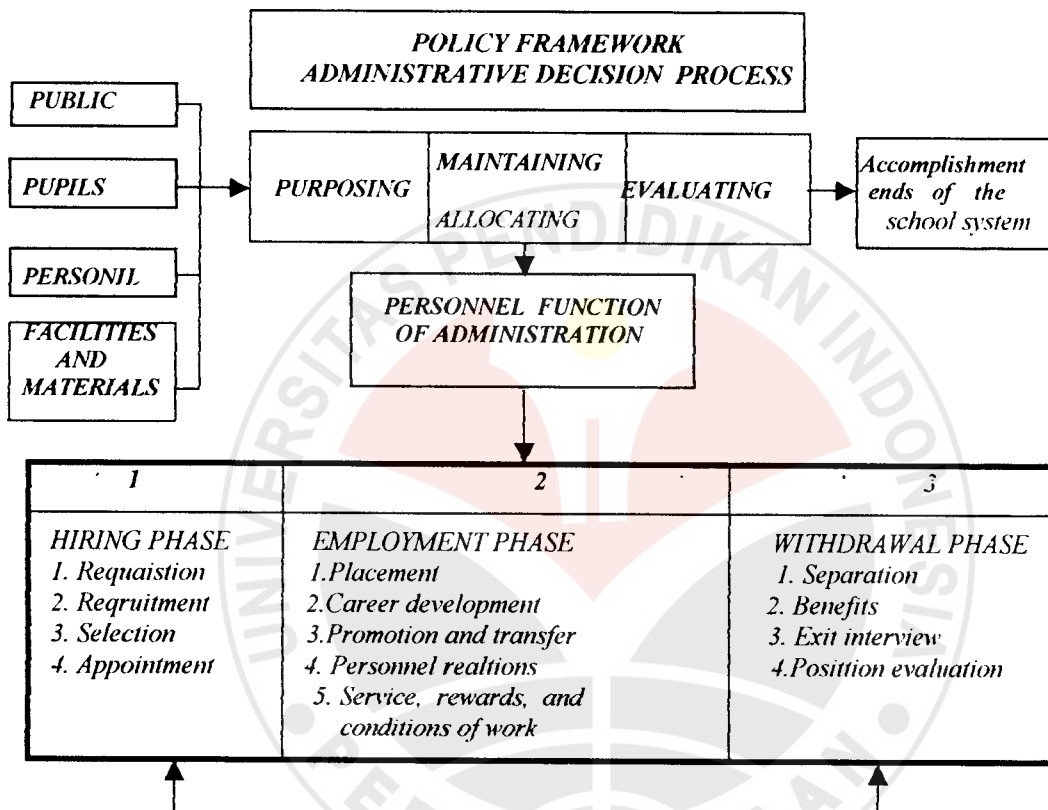 POLICY FRAMEWORK
ADMINISTRATIVE DECISION PROCESS
PUBLIC
PUPILS
PERSONIL
FACILITIES
AND
MATERIALS
PURPOSING
MAINTAINING
ALLOCATING
EVALUATING
Accomplishment
ends of the
school system
PERSONNEL FUNCTION
OF ADMINISTRATION
1
2
3
HIRING PHASE
1. Requaistion
2. Reqruitment
3. Selection
4. Appointment
EMPLOYMENT PHASE
1.Placement
2.Career development
3.Promotion and transfer
4. Personnel realtions
5. Service, rewards, and
conditions of work
WITHDRAWAL PHASE
1. Separation
2. Benefits
3. Exit interview
4.Posittion evaluation
UNIVERSITAS PENDIDIKAN INDONESIA